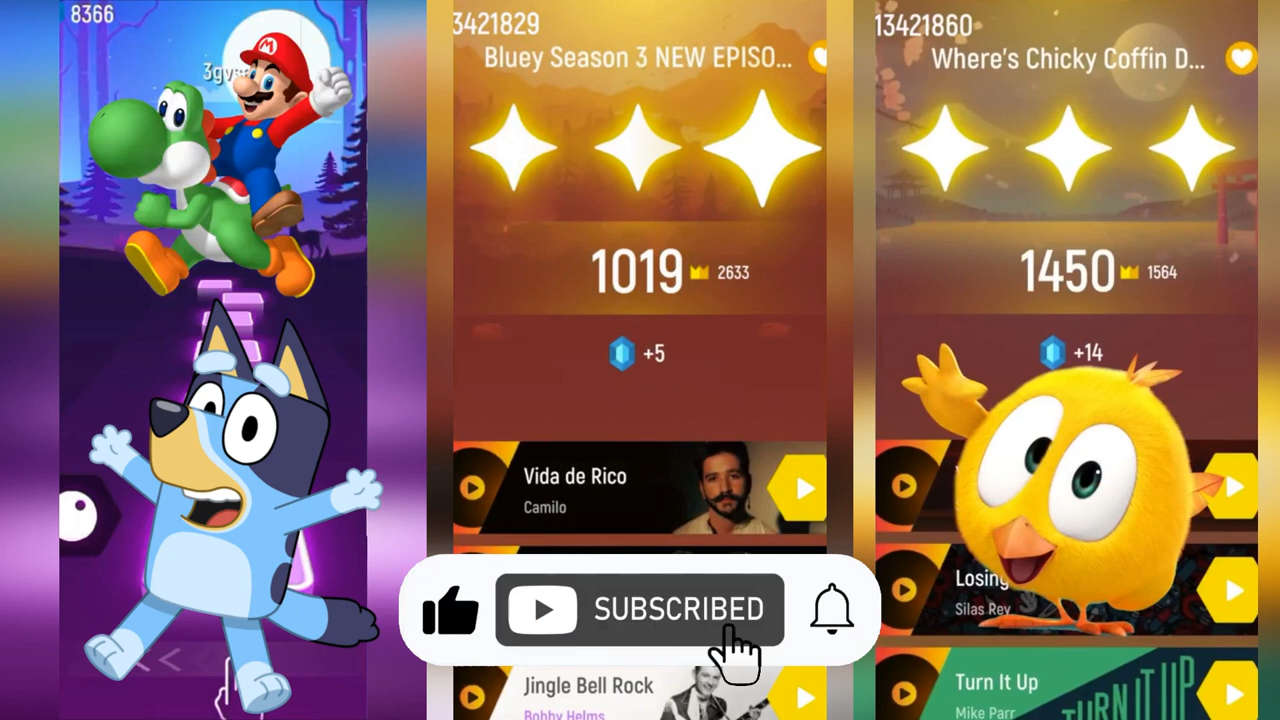 8366
M
3421829
Bluey Season 3 NEW EPISO...
1019
2633
+5
Vida de Rico
Camilo
Jingle Bell Rock
Bobby Helms
13421860
Where's Chicky Coffin D...
1450
1564
+14
Losing
Silas Rey
Turn It Up
Mike Parr
TURN IT UP
SUBSCRIBED